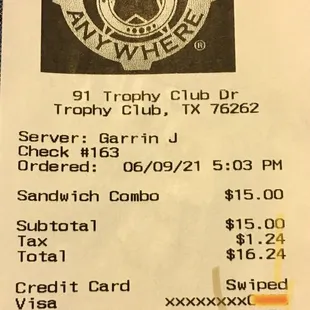 ANYWHERE ®
91 Trophy Club Dr
Trophy Club, TX 76262
Server: Garrin J
Check #163
Ordered: 06/09/21 5:03 PM
Sandwich Combo $15.00
Subtotal $15.00
Tax $1.24
Total $16.24
Credit Card Swiped
Visa xxxxxxxx